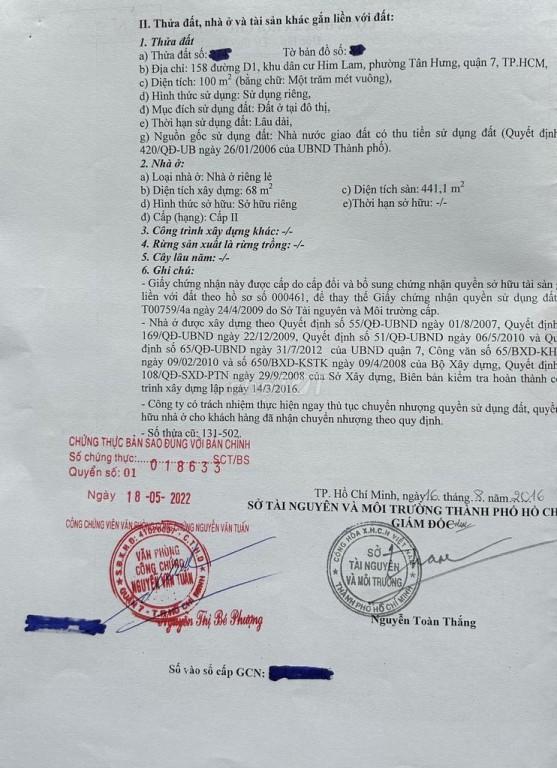 II. Thửa đất, nhà ở và tài sản khác gắn liền với đất:
1. Thửa đất
a) Thửa đất số: Tờ bản đồ số:
b) Địa chỉ: 158 đường D1, khu dân cư Him Lam, phường Tân Hưng, quận 7, TP.HCM,
c) Diện tích: 100 m² (bằng chữ: Một trăm mét vuông),
d) Hình thức sử dụng: Sử dụng riêng,
đ) Mục đích sử dụng đất: Đất ở tại đô thị,
e) Thời hạn sử dụng đất: Lâu dài,
g) Nguồn gốc sử dụng đất: Nhà nước giao đất có thu tiền sử dụng đất (Quyết định
420/QĐ-UB ngày 26/01/2006 của UBND Thành phố).
2. Nhà ở:
a) Loại nhà ở: Nhà ở riêng lẻ
b) Diện tích xây dựng: 68 m² c) Diện tích sàn: 441,1 m²
d) Hình thức sở hữu: Sở hữu riêng e)Thời hạn sở hữu: -/-
đ) Cấp (hạng): Cấp II
3. Công trình xây dựng khác: -/-
4. Rừng sản xuất là rừng trồng: -/-
5. Cây lâu năm: -/-
6. Ghi chú:
- Giấy chứng nhận này được cấp do cấp đổi và bổ sung chứng nhận quyền sở hữu tài sản
liền với đất theo hồ sơ số 000461, để thay thế Giấy chứng nhận quyền sử dụng đất
T00759/4a ngày 24/4/2009 do Sở Tài nguyên và Môi trường cấp.
- Nhà ở được xây dựng theo Quyết định số 55/QĐ-UBND ngày 01/8/2007, Quyết định
169/QĐ-UBND ngày 22/12/2009, Quyết định số 51/QĐ-UBND ngày 06/5/2010 và Qu
định số 65/QĐ-UBND ngày 31/7/2012 của UBND quận 7, Công văn số 65/BXD-KH
ngày 09/02/2010 và số 650/BXD-KSTK ngày 09/4/2008 của Bộ Xây dựng, Quyết định
108/QĐ-SXD-PTN ngày 29/9/2008 của Sở Xây dựng, Biên bản kiểm tra hoàn thành c
trình xây dựng lập ngày 14/3/2016.
- Công ty có trách nhiệm thực hiện ngay thủ tục chuyển nhượng quyền sử dụng đất, quyề
hữu nhà ở cho khách hàng đã nhận chuyển nhượng theo quy định.
- Số thửa cũ: 131-502.
CHỨNG THỰC BẢN SAO ĐÚNG VỚI BẢN CHÍNH
Số chứng thực: 018633 SCT/BS
Quyển số: 01
Ngày 18-05-2022
TP. Hồ Chí Minh, ngày 16 tháng 8 năm 2016
SỞ TÀI NGUYÊN VÀ MÔI TRƯỜNG THÀNH PHỐ HỒ CH
GIÁM ĐỐC
CÔNG CHỨNG VIÊN VĂN PHÒNG CÔNG CHỨNG NGUYỄN VĂN TUẤN
VĂN PHÒNG
CÔNG CHỨNG
NGUYỄN VĂN TUẤN
QUẬN 7 - T.P HỒ CHÍ MINH
CỘNG HÒA X.H.C.N VIỆT NAM
SỞ
TÀI NGUYÊN
VÀ MÔI TRƯỜNG
THÀNH PHỐ HỒ CHÍ MINH
Nguyễn Thị Bé Phượng
Nguyễn Toàn Thắng
Số vào sổ cấp GCN: